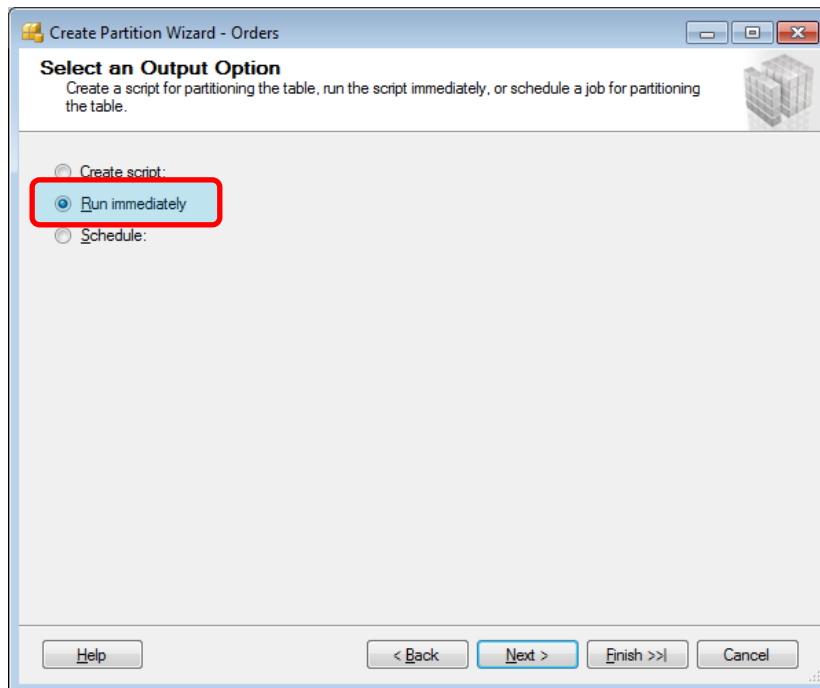 Create Partition Wizard - Orders
Select an Output Option
Create a script for partitioning the table, run the script immediately, or schedule a job for partitioning
the table.
Create script:
Run immediately
Schedule:
Help
< Back
Next >
Finish >>|
Cancel